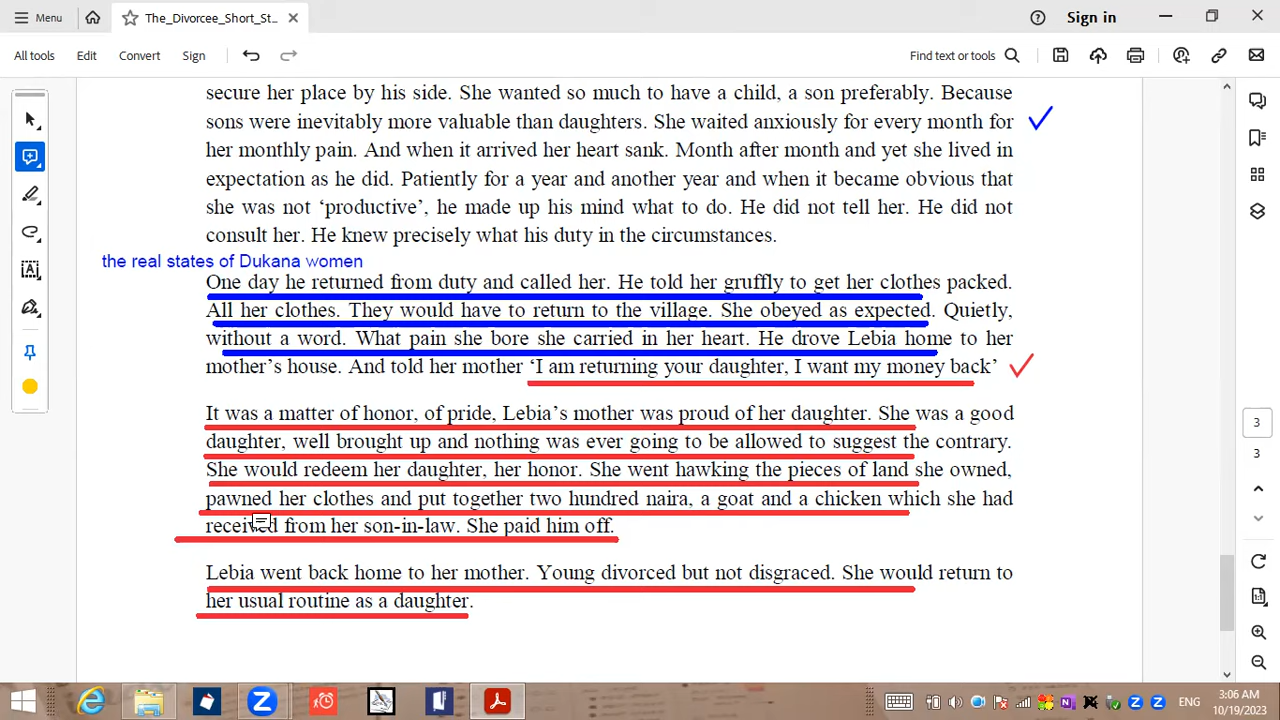 Menu
The_Divorcee_Short_St...
Sign in
All tools
Edit
Convert
Sign
Find text or tools
secure her place by his side. She wanted so much to have a child, a son preferably. Because
sons were inevitably more valuable than daughters. She waited anxiously for every month for
her monthly pain. And when it arrived her heart sank. Month after month and yet she lived in
expectation as he did. Patiently for a year and another year and when it became obvious that
she was not ‘productive’, he made up his mind what to do. He did not tell her. He did not
consult her. He knew precisely what his duty in the circumstances.
the real states of Dukana women
One day he returned from duty and called her. He told her gruffly to get her clothes packed.
All her clothes. They would have to return to the village. She obeyed as expected. Quietly,
without a word. What pain she bore she carried in her heart. He drove Lebia home to her
mother’s house. And told her mother ‘I am returning your daughter, I want my money back’
It was a matter of honor, of pride, Lebia’s mother was proud of her daughter. She was a good
daughter, well brought up and nothing was ever going to be allowed to suggest the contrary.
She would redeem her daughter, her honor. She went hawking the pieces of land she owned,
pawned her clothes and put together two hundred naira, a goat and a chicken which she had
received from her son-in-law. She paid him off.
Lebia went back home to her mother. Young divorced but not disgraced. She would return to
her usual routine as a daughter.
3
3
ENG
3:06 AM
10/19/2023